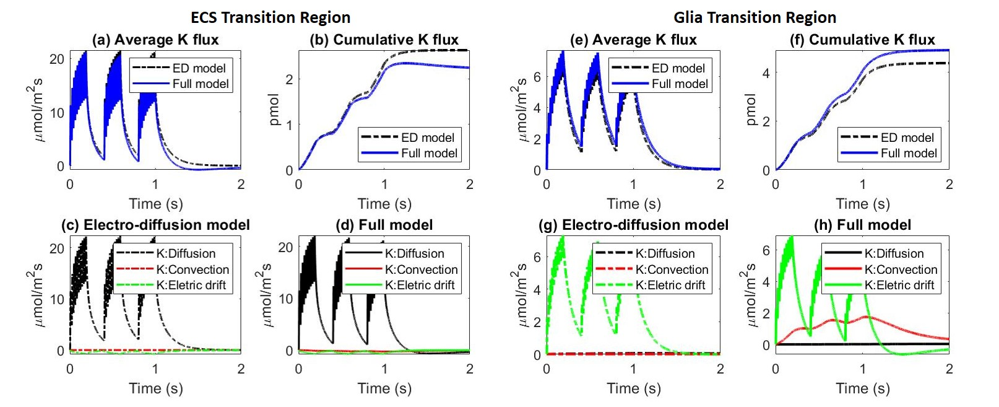 ECS Transition Region
Glia Transition Region
(a) Average K flux
(b) Cumulative K flux
(e) Average K flux
(f) Cumulative K flux
μmol/m²s
20
10
0
0
1
2
Time (s)
ED model
Full model
pmol
2
1
0
0
1
2
Time (s)
ED model
Full model
μmol/m²s
6
4
2
0
0
1
2
Time (s)
ED model
Full model
pmol
4
2
0
0
1
2
Time (s)
ED model
Full model
(c) Electro-diffusion model
(d) Full model
(g) Electro-diffusion model
(h) Full model
μmol/m²s
20
10
0
0
1
2
Time (s)
K:Diffusion
K:Convection
K:Eletric drift
μmol/m²s
20
10
0
0
1
2
Time (s)
K:Diffusion
K:Convection
K:Eletric drift
μmol/m²s
6
4
2
0
0
1
2
Time (s)
K:Diffusion
K:Convection
K:Eletric drift
μmol/m²s
6
4
2
0
0
1
2
Time (s)
K:Diffusion
K:Convection
K:Eletric drift